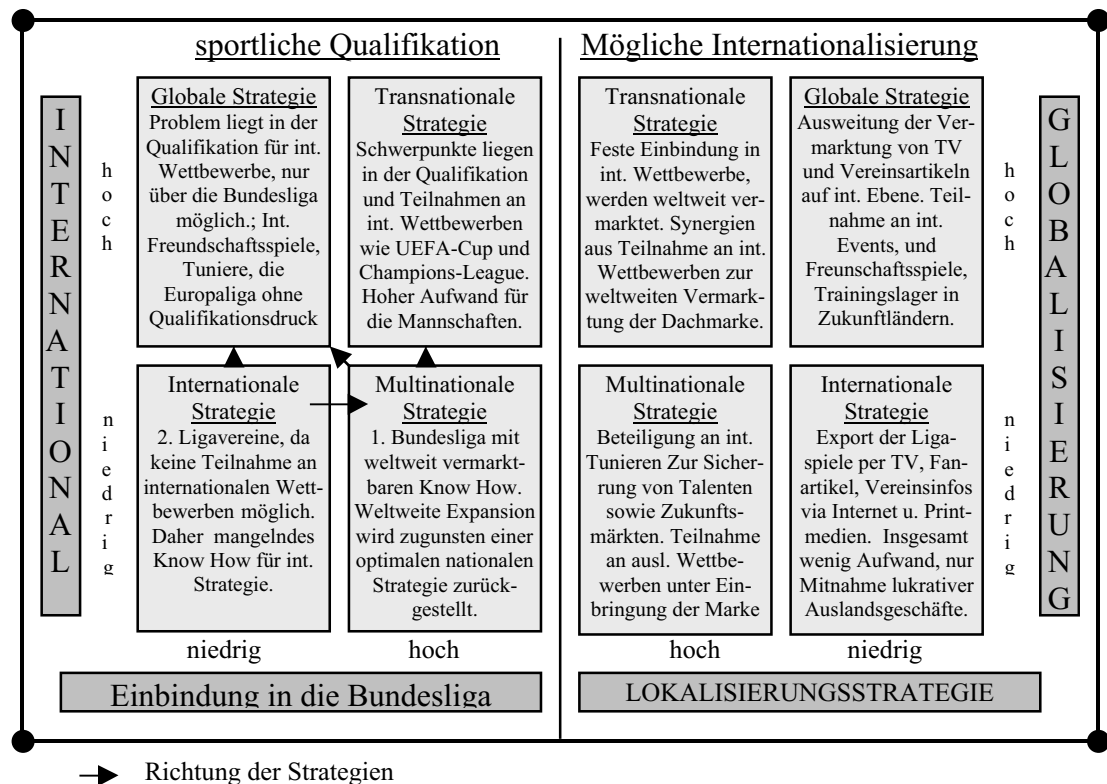 sportliche Qualifikation
Mögliche Internationalisierung
INTERNATIONAL
hoch
niedrig
Globale Strategie
Problem liegt in der
Qualifikation für int.
Wettbewerbe, nur
über die Bundesliga
möglich.; Int.
Freundschaftsspiele,
Tuniere, die
Europaliga ohne
Qualifikationsdruck
Transnationale
Strategie
Schwerpunkte liegen
in der Qualifikation
und Teilnahmen an
int. Wettbewerben
wie UEFA-Cup und
Champions-League.
Hoher Aufwand für
die Mannschaften.
Internationale
Strategie
2. Ligavereine, da
keine Teilnahme an
internationalen Wett-
bewerben möglich.
Daher mangelndes
Know How für int.
Strategie.
Multinationale
Strategie
1. Bundesliga mit
weltweit vermarkt-
baren Know How.
Weltweite Expansion
wird zugunsten einer
optimalen nationalen
Strategie zurück-
gestellt.
niedrig
hoch
Einbindung in die Bundesliga
Transnationale
Strategie
Feste Einbindung in
int. Wettbewerbe,
werden weltweit ver-
marktet. Synergien
aus Teilnahme an int.
Wettbewerben zur
weltweiten Vermark-
tung der Dachmarke.
Globale Strategie
Ausweitung der Ver-
marktung von TV
und Vereinsartikeln
auf int. Ebene. Teil-
nahme an int.
Events, und
Freunschaftsspiele,
Trainingslager in
Zukunftländern.
Multinationale
Strategie
Beteiligung an int.
Tunieren Zur Siche-
rung von Talenten
sowie Zukunfts-
märkten. Teilnahme
an ausl. Wettbe-
werben unter Ein-
bringung der Marke
Internationale
Strategie
Export der Liga-
spiele per TV, Fan-
artikel, Vereinsinfos
via Internet u. Print-
medien. Insgesamt
wenig Aufwand, nur
Mitnahme lukrativer
Auslandsgeschäfte.
hoch
niedrig
hoch
niedrig
GLOBALISIERUNG
LOKALISIERUNGSSTRATEGIE
Richtung der Strategien